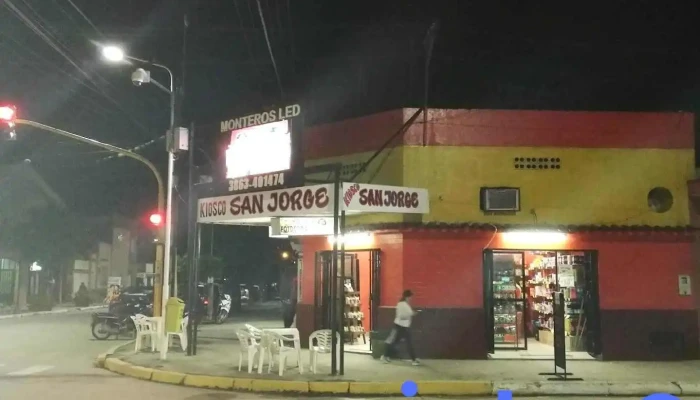 MONTEROS LED
3863-401474
KIOSCO SAN JORGE
KIOSCO SAN JORGE